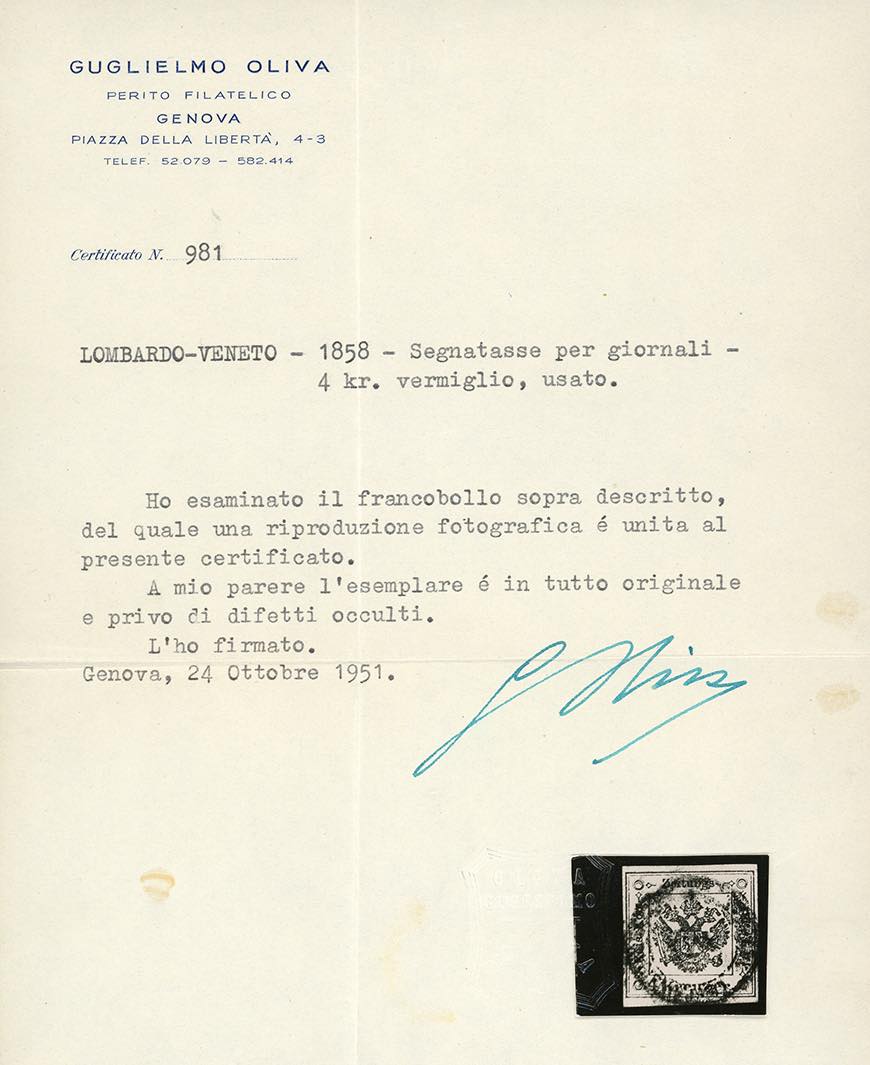 GUGLIELMO OLIVA
PERITO FILATELICO
GENOVA
PIAZZA DELLA LIBERTÀ, 4-3
TELEF. 52.079 – 582.414
Certificato N. 981
LOMBARDO-VENETO - 1858 - Segnatasse per giornali -
4 kr. vermiglio, usato.
Ho esaminato il francobollo sopra descritto,
del quale una riproduzione fotografica é unita al
presente certificato.
A mio parere l'esemplare é in tutto originale
e privo di difetti occulti.
L'ho firmato.
Genova, 24 Ottobre 1951.
G Oliva
Zeitungs-